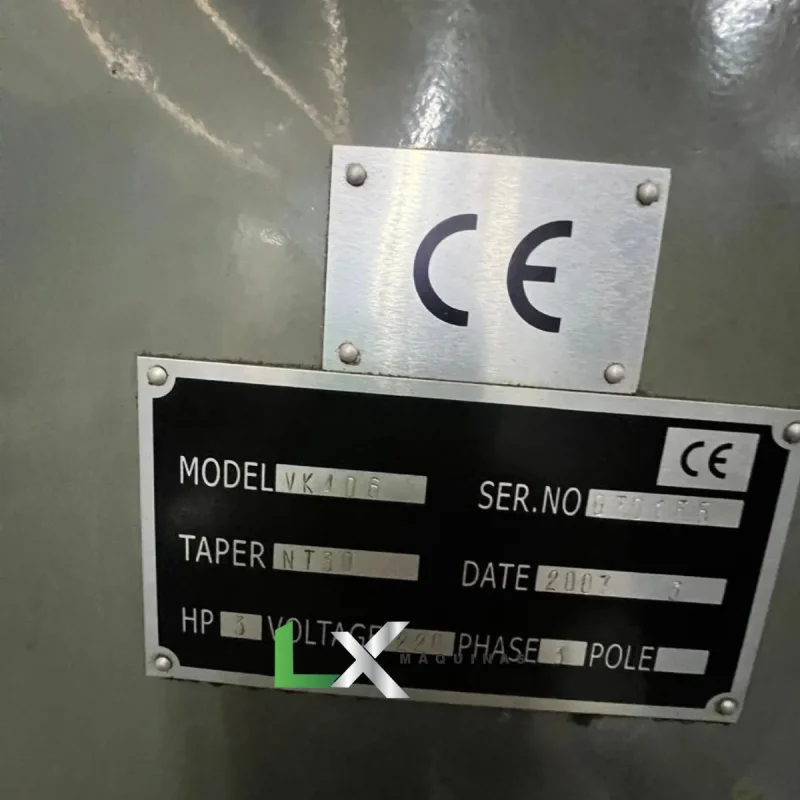 CE
CE
MODEL VK406
SER.NO
TAPER NT30
DATE 2007 3
HP 3 VOLTAGE 220 PHASE 3 POLE
LX
MAQUINAS